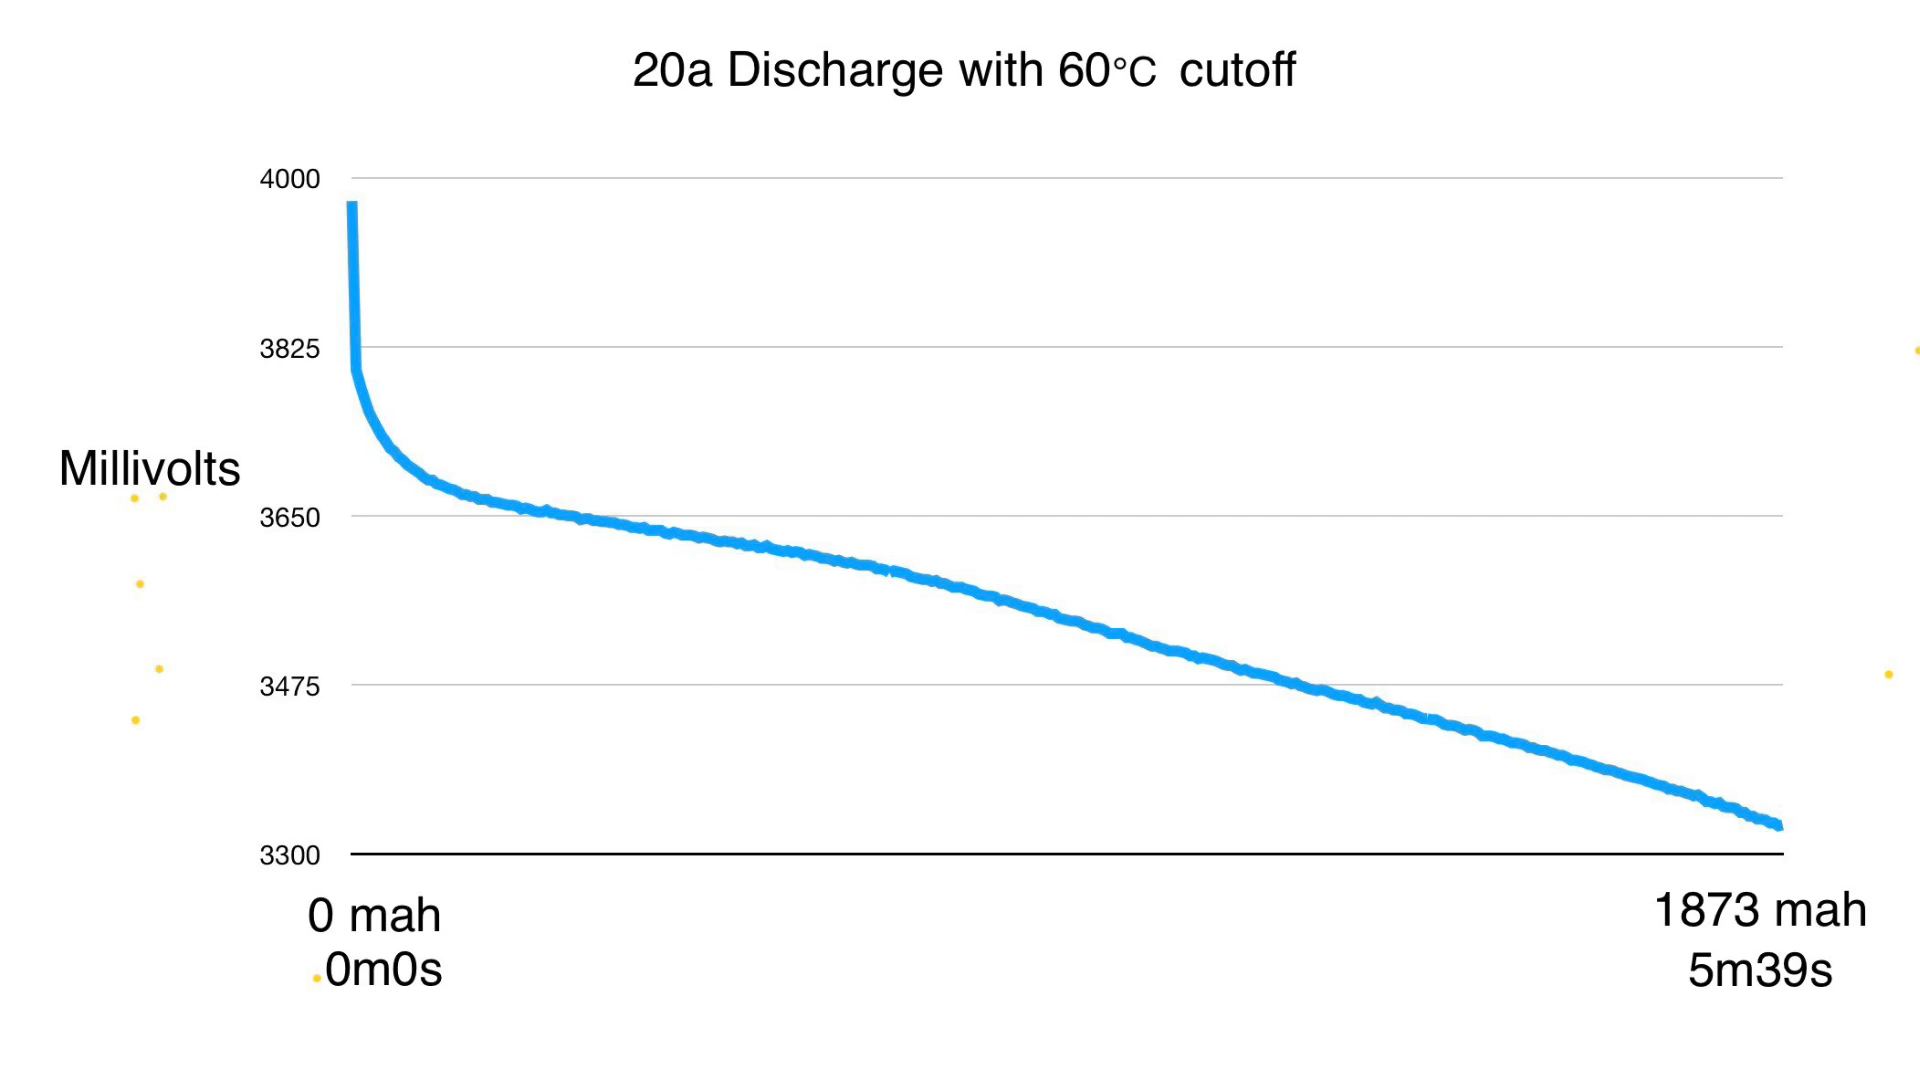 20a Discharge with 60°C cutoff
4000
3825
Millivolts
3650
3475
3300
0 mah
1873 mah
0m0s
5m39s